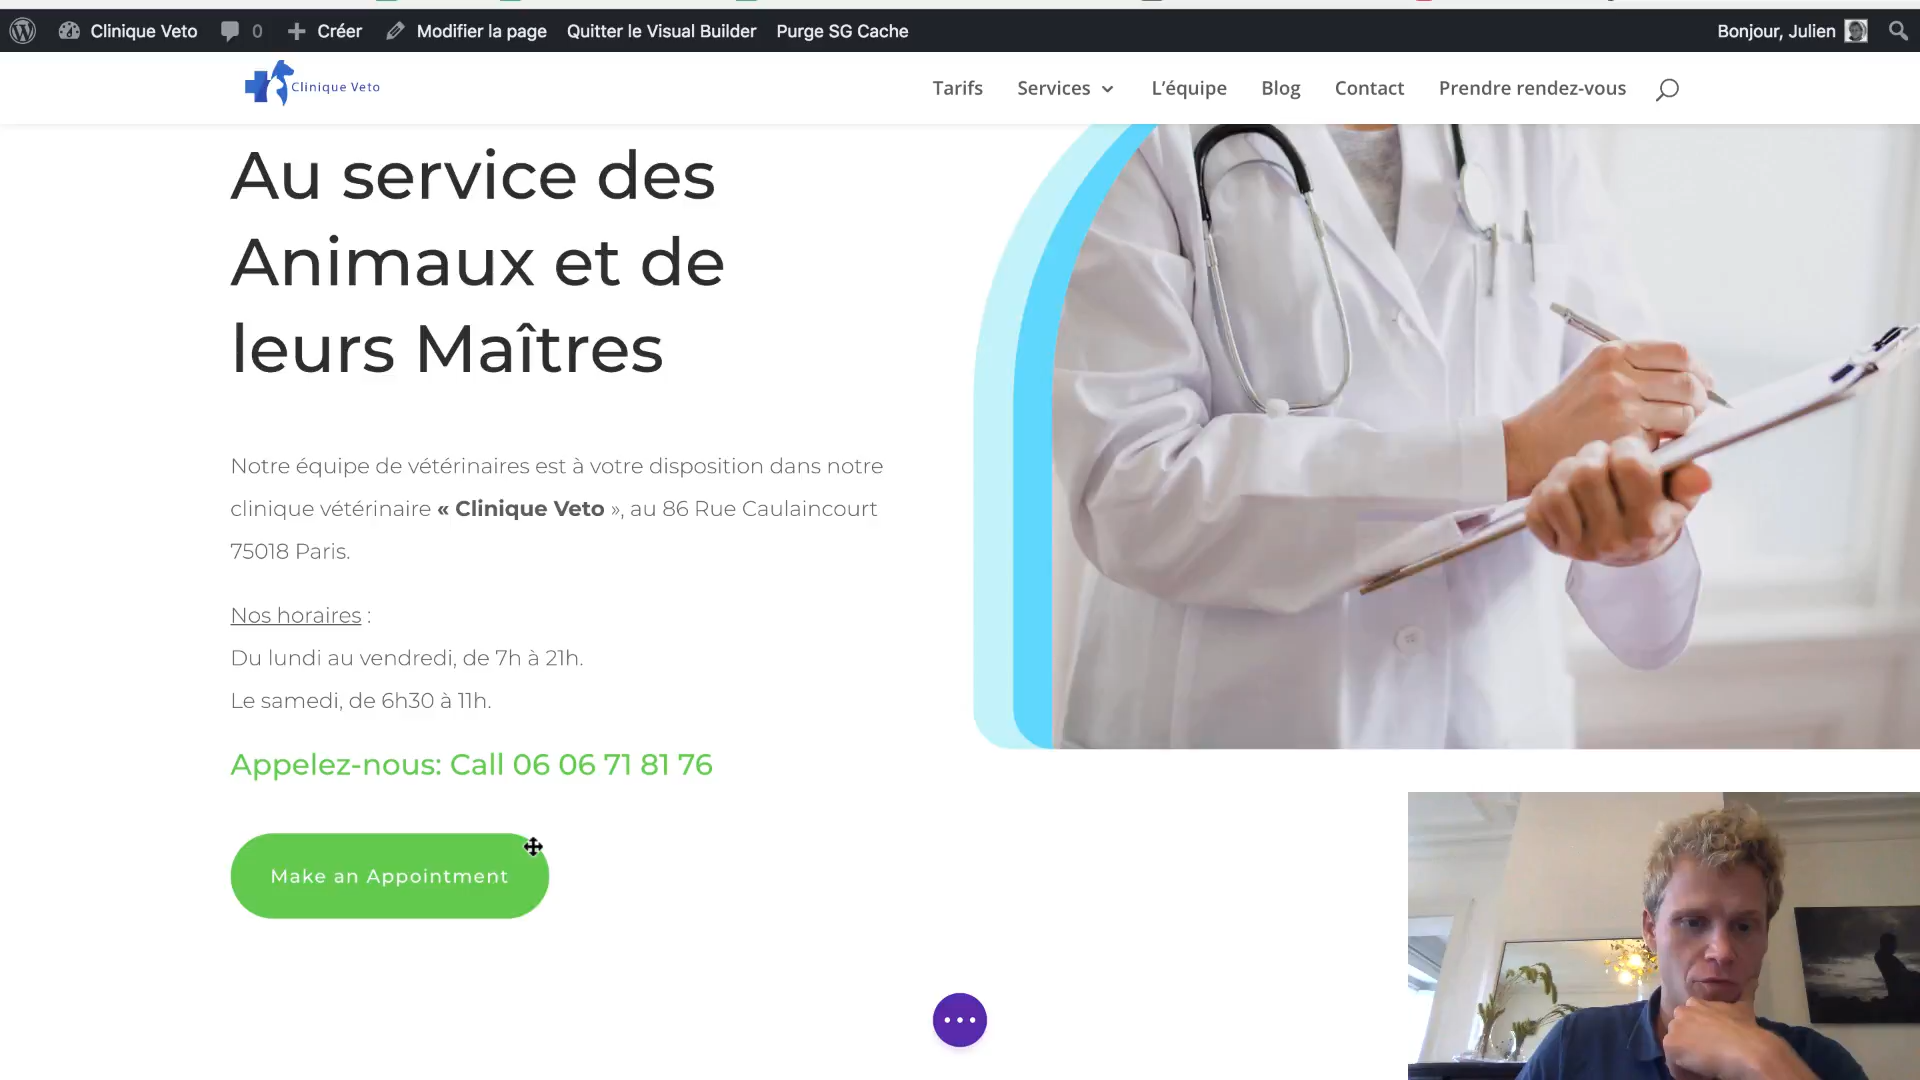 Clinique Veto 0 Créer Modifier la page Quitter le Visual Builder Purge SG Cache Bonjour, Julien
Clinique Veto
Tarifs Services L'équipe Blog Contact Prendre rendez-vous
Au service des
Animaux et de
leurs Maîtres
Notre équipe de vétérinaires est à votre disposition dans notre
clinique vétérinaire « Clinique Veto », au 86 Rue Caulaincourt
75018 Paris.
Nos horaires :
Du lundi au vendredi, de 7h à 21h.
Le samedi, de 6h30 à 11h.
Appelez-nous: Call 06 06 71 81 76
Make an Appointment